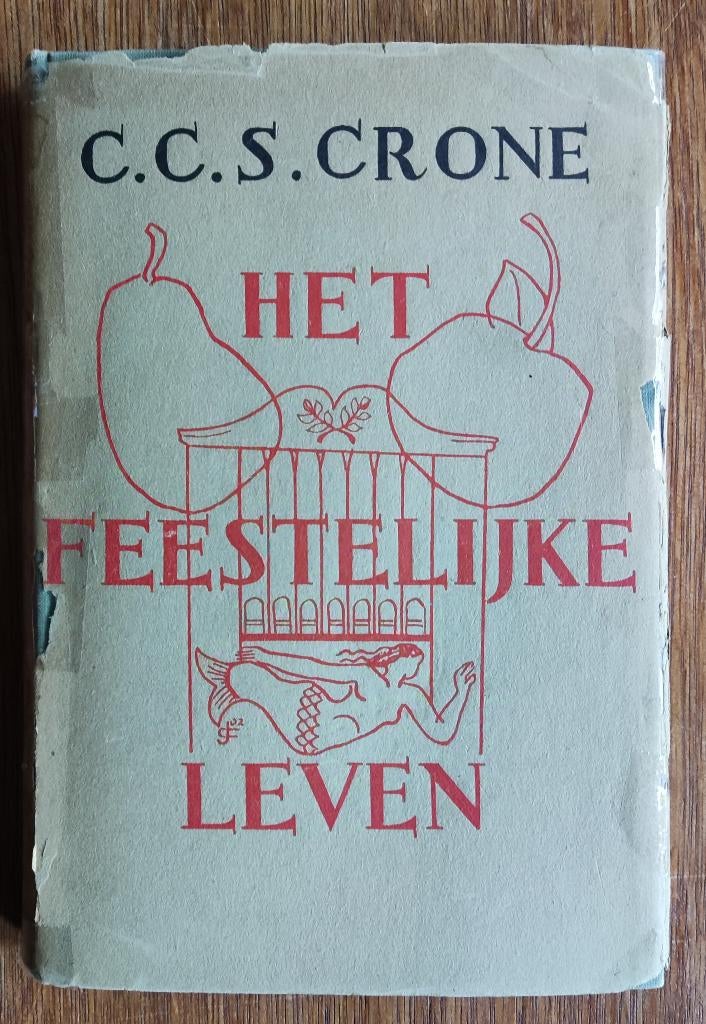 C.C.S. CRONE
HET
FEESTELIJKE
LEVEN